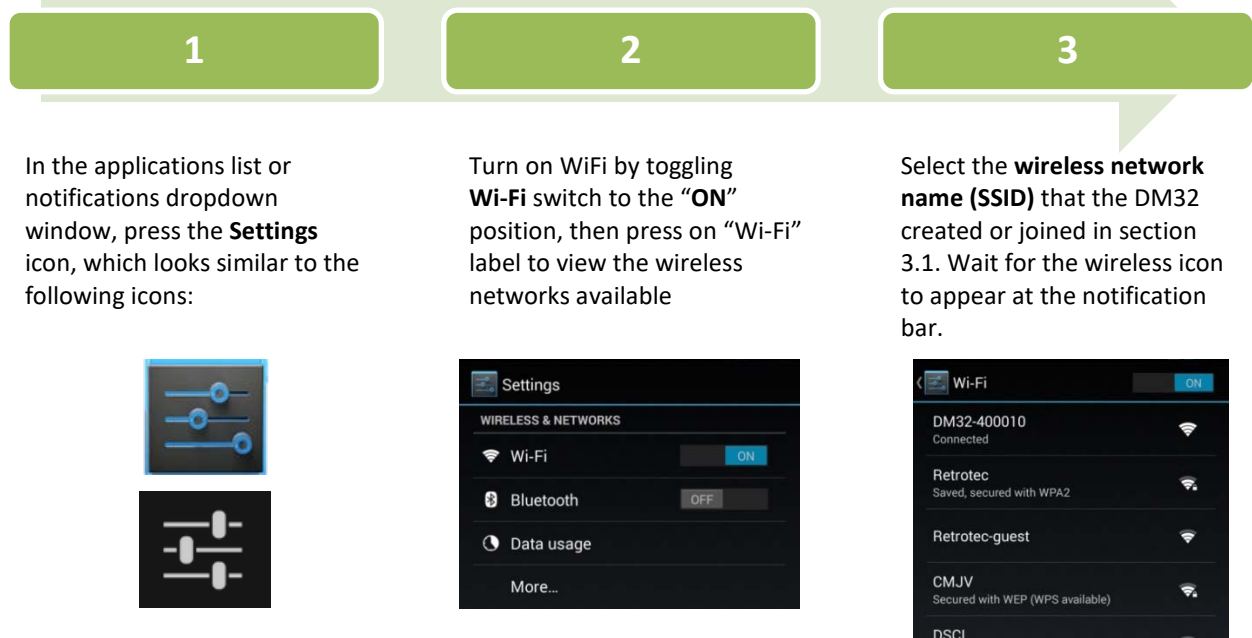 1
2
3
In the applications list or
notifications dropdown
window, press the Settings
icon, which looks similar to the
following icons:
Turn on WiFi by toggling
Wi-Fi switch to the “ON”
position, then press on “Wi-Fi”
label to view the wireless
networks available
Settings
WIRELESS & NETWORKS
Wi-Fi ON
Bluetooth OFF
Data usage
More...
Select the wireless network
name (SSID) that the DM32
created or joined in section
3.1. Wait for the wireless icon
to appear at the notification
bar.
Wi-Fi ON
DM32-400010
Connected
Retrotec
Saved, secured with WPA2
Retrotec-guest
CMJV
Secured with WEP (WPS available)
DSCL